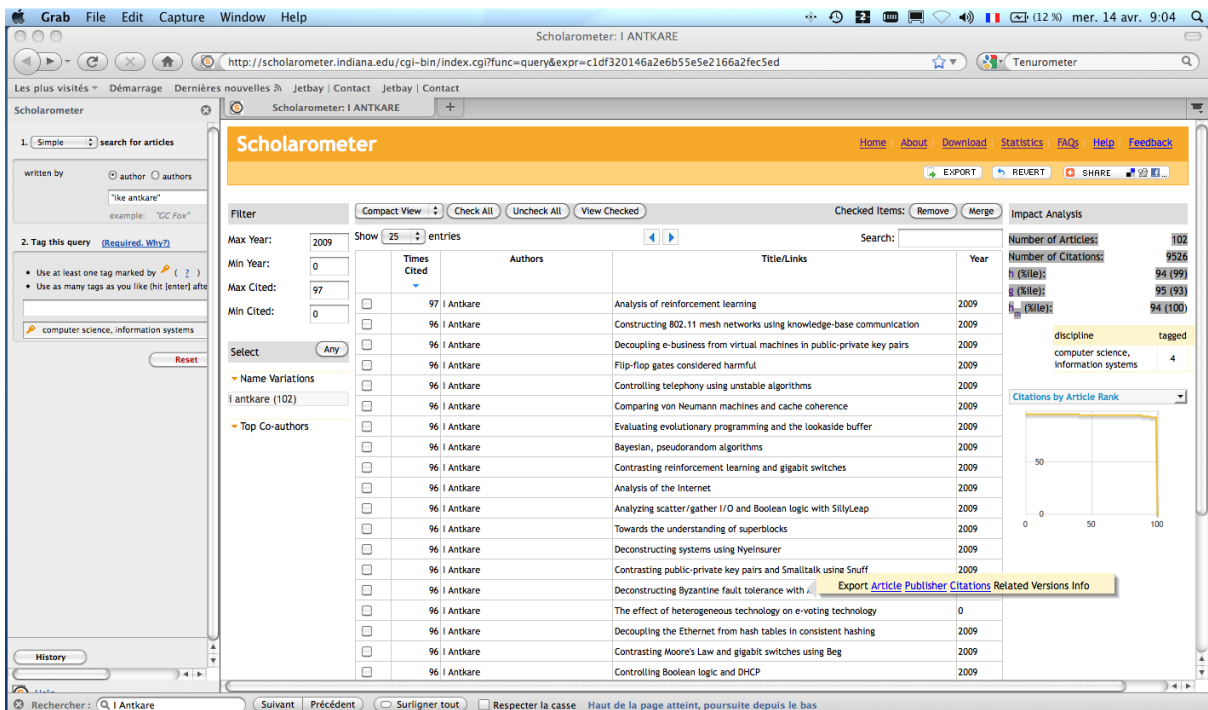 Grab File Edit Capture Window Help (12 %) mer. 14 avr. 9:04
Scholarometer: I ANTKARE
http://scholarometer.indiana.edu/cgi-bin/index.cgi?func=query&expr=c1df320146a2e6b55e5e2166a2fec5ed Tenurometer
Les plus visités Démarrage Dernières nouvelles Jetbay | Contact Jetbay | Contact
Scholarometer
Scholarometer: I ANTKARE +
1. Simple search for articles
written by author authors
"ike antkare"
example: "GC Fox"
2. Tag this query (Required. Why?)
Use at least one tag marked by ( ? )
Use as many tags as you like (hit [enter] afte
computer science, information systems
Reset
History
Scholarometer
Home About Download Statistics FAQs Help Feedback
EXPORT REVERT SHARE
Filter
Max Year: 2009
Min Year: 0
Max Cited: 97
Min Cited: 0
Select Any
Name Variations
i antkare (102)
Top Co-authors
Compact View Check All Uncheck All View Checked Checked Items: Remove Merge
Show 25 entries Search:
Times Cited Authors Title/Links Year
97 I Antkare Analysis of reinforcement learning 2009
96 I Antkare Constructing 802.11 mesh networks using knowledge-base communication 2009
96 I Antkare Decoupling e-business from virtual machines in public-private key pairs 2009
96 I Antkare Flip-flop gates considered harmful 2009
96 I Antkare Controlling telephony using unstable algorithms 2009
96 I Antkare Comparing von Neumann machines and cache coherence 2009
96 I Antkare Evaluating evolutionary programming and the lookaside buffer 2009
96 I Antkare Bayesian, pseudorandom algorithms 2009
96 I Antkare Contrasting reinforcement learning and gigabit switches 2009
96 I Antkare Analysis of the Internet 2009
96 I Antkare Analyzing scatter/gather I/O and Boolean logic with SillyLeap 2009
96 I Antkare Towards the understanding of superblocks 2009
96 I Antkare Deconstructing systems using NyeInsurer 2009
96 I Antkare Contrasting public-private key pairs and Smalltalk using Snuff 2009
96 I Antkare Deconstructing Byzantine fault tolerance with
Export Article Publisher Citations Related Versions Info
96 I Antkare The effect of heterogeneous technology on e-voting technology 0
96 I Antkare Decoupling the Ethernet from hash tables in consistent hashing 2009
96 I Antkare Contrasting Moore's Law and gigabit switches using Beg 2009
96 I Antkare Controlling Boolean logic and DHCP 2009
Impact Analysis
Number of Articles: 102
Number of Citations: 9526
h (%ile): 94 (99)
g (%ile): 95 (93)
hm (%ile): 94 (100)
discipline tagged
computer science, information systems 4
Citations by Article Rank
50
0
0 50 100
Rechercher : I Antkare Suivant Précédent Surligner tout Respecter la casse Haut de la page atteint, poursuite depuis le bas